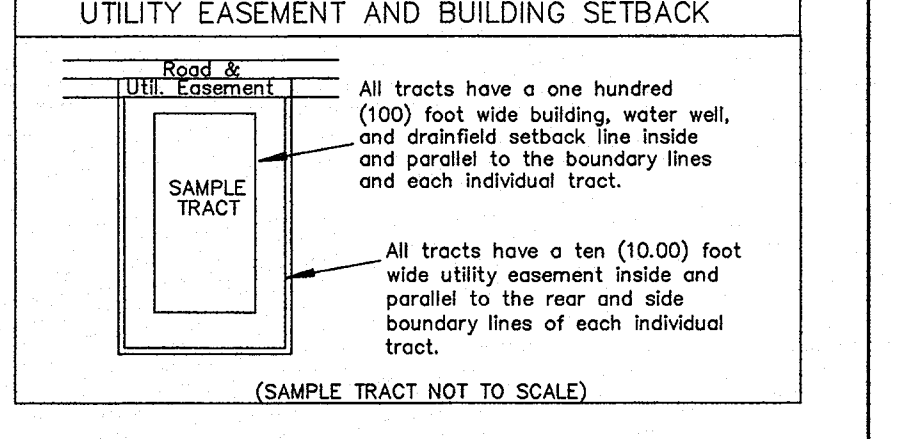 UTILITY EASEMENT AND BUILDING SETBACK
Road &
Util. Easement
All tracts have a one hundred
(100) foot wide building, water well,
and drainfield setback line inside
and parallel to the boundary lines
and each individual tract.
SAMPLE
TRACT
All tracts have a ten (10.00) foot
wide utility easement inside and
parallel to the rear and side
boundary lines of each individual
tract.
(SAMPLE TRACT NOT TO SCALE)